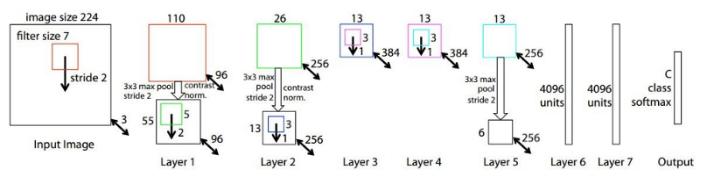 image size 224
filter size 7
stride 2
3
Input Image
110
96
3x3 max
pool
stride 2
contrast
norm.
55
5
2
96
Layer 1
26
256
3x3 max
pool
stride 2
contrast
norm.
13
3
1
256
Layer 2
13
3
1
384
Layer 3
13
3
1
384
Layer 4
13
256
3x3 max
pool
stride 2
6
256
Layer 5
4096
units
Layer 6
4096
units
Layer 7
C
class
softmax
Output